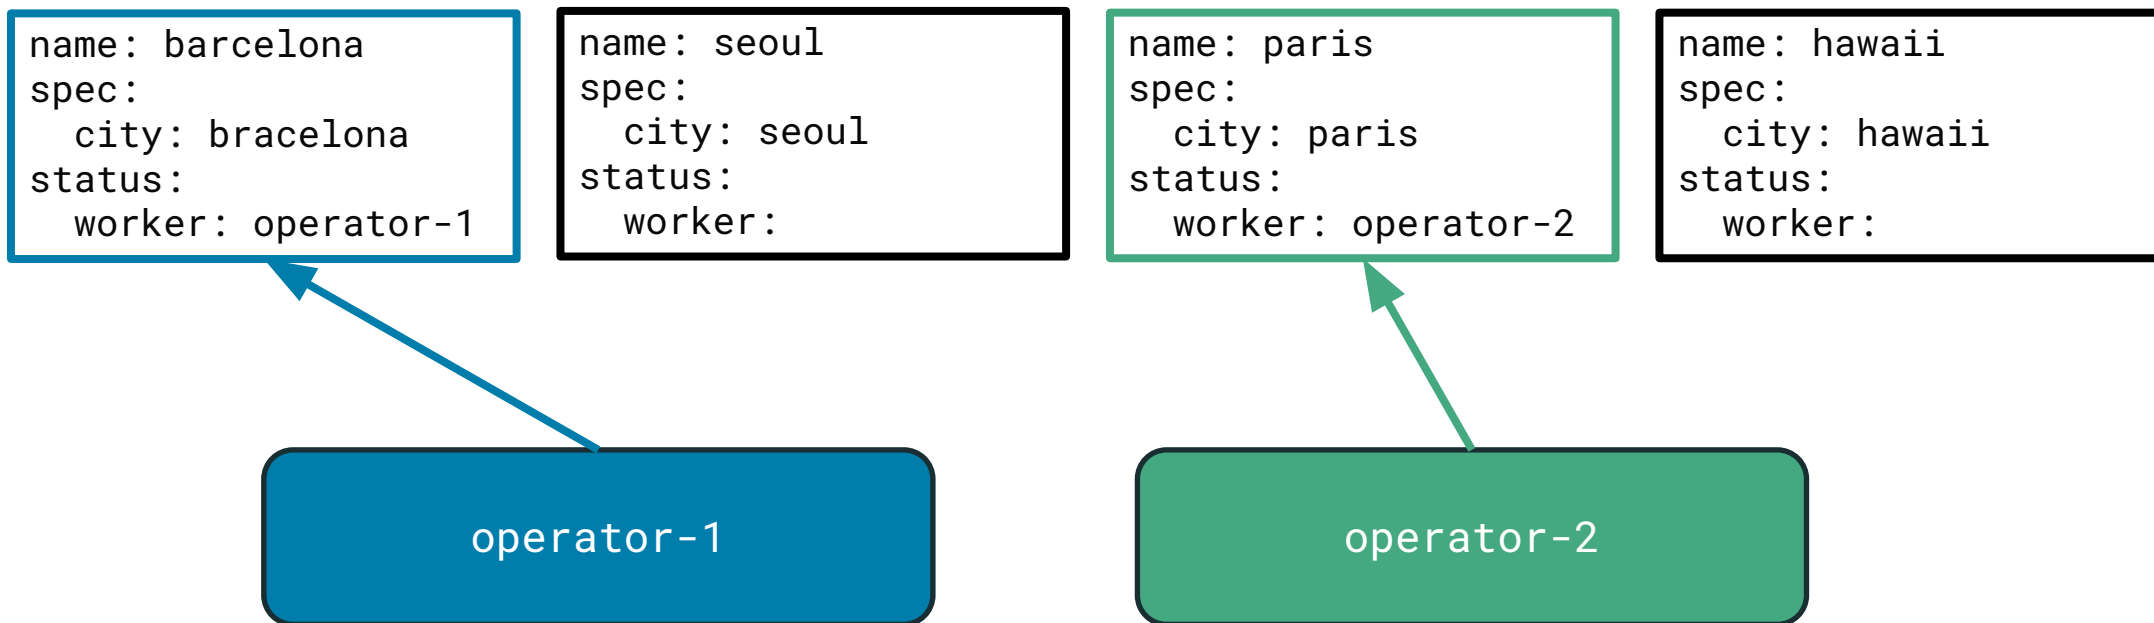 name: barcelona
spec:
  city: bracelona
status:
  worker: operator-1
name: seoul
spec:
  city: seoul
status:
  worker:
name: paris
spec:
  city: paris
status:
  worker: operator-2
name: hawaii
spec:
  city: hawaii
status:
  worker:
operator-1
operator-2